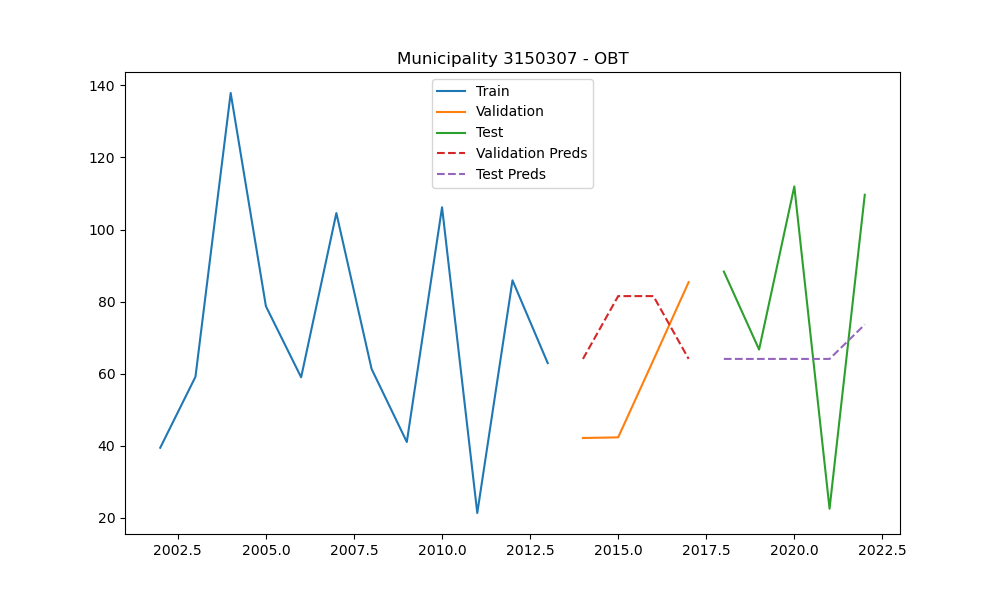 Municipality 3150307 - OBT
Train
Validation
Test
Validation Preds
Test Preds
140
120
100
80
60
40
20
2002.5 2005.0 2007.5 2010.0 2012.5 2015.0 2017.5 2020.0 2022.5